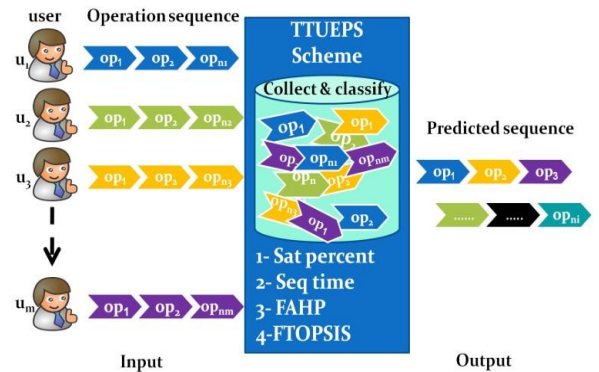 user
Operation sequence
TTUEPS
Scheme
u1
op1 op2 opn1
u2
op1 op2 opn2
u3
op1 op2 opn3
um
op1 op2 opnm
Collect & classify
op1
op1
opn1
opnm
opn
op2
op1
op2
1- Sat percent
2- Seq time
3- FAHP
4-FTOPSIS
Predicted sequence
op1 op2 op3
...... ..... opni
Input
Output